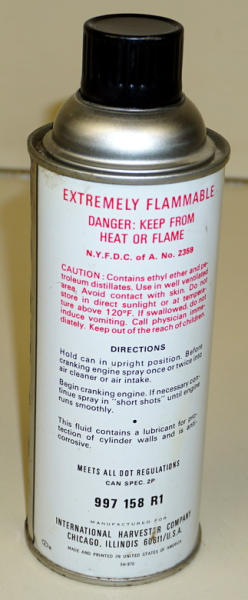 EXTREMELY FLAMMABLE
DANGER: KEEP FROM
HEAT OR FLAME
N.Y.F.D.C. of A. No. 2359
CAUTION: Contains ethyl ether and pe-
troleum distillates. Use in well ventilated
area. Avoid contact with skin. Do not
store in direct sunlight or at tempera-
ture above 120°F. If swallowed do not
induce vomiting. Call physician imme-
diately. Keep out of the reach of children.
DIRECTIONS
Hold can in upright position. Before
cranking engine spray once or twice into
air cleaner or air intake.
Begin cranking engine. If necessary con-
tinue spray in "short shots" until engine
runs smoothly.
This fluid contains a lubricant for pro-
tection of cylinder walls and is anti-
corrosive.
MEETS ALL DOT REGULATIONS
CAN SPEC. 2P
997 158 R1
MANUFACTURED FOR
INTERNATIONAL HARVESTER COMPANY
CHICAGO, ILLINOIS 60611/U.S.A.
MADE AND PRINTED IN UNITED STATES OF AMERICA